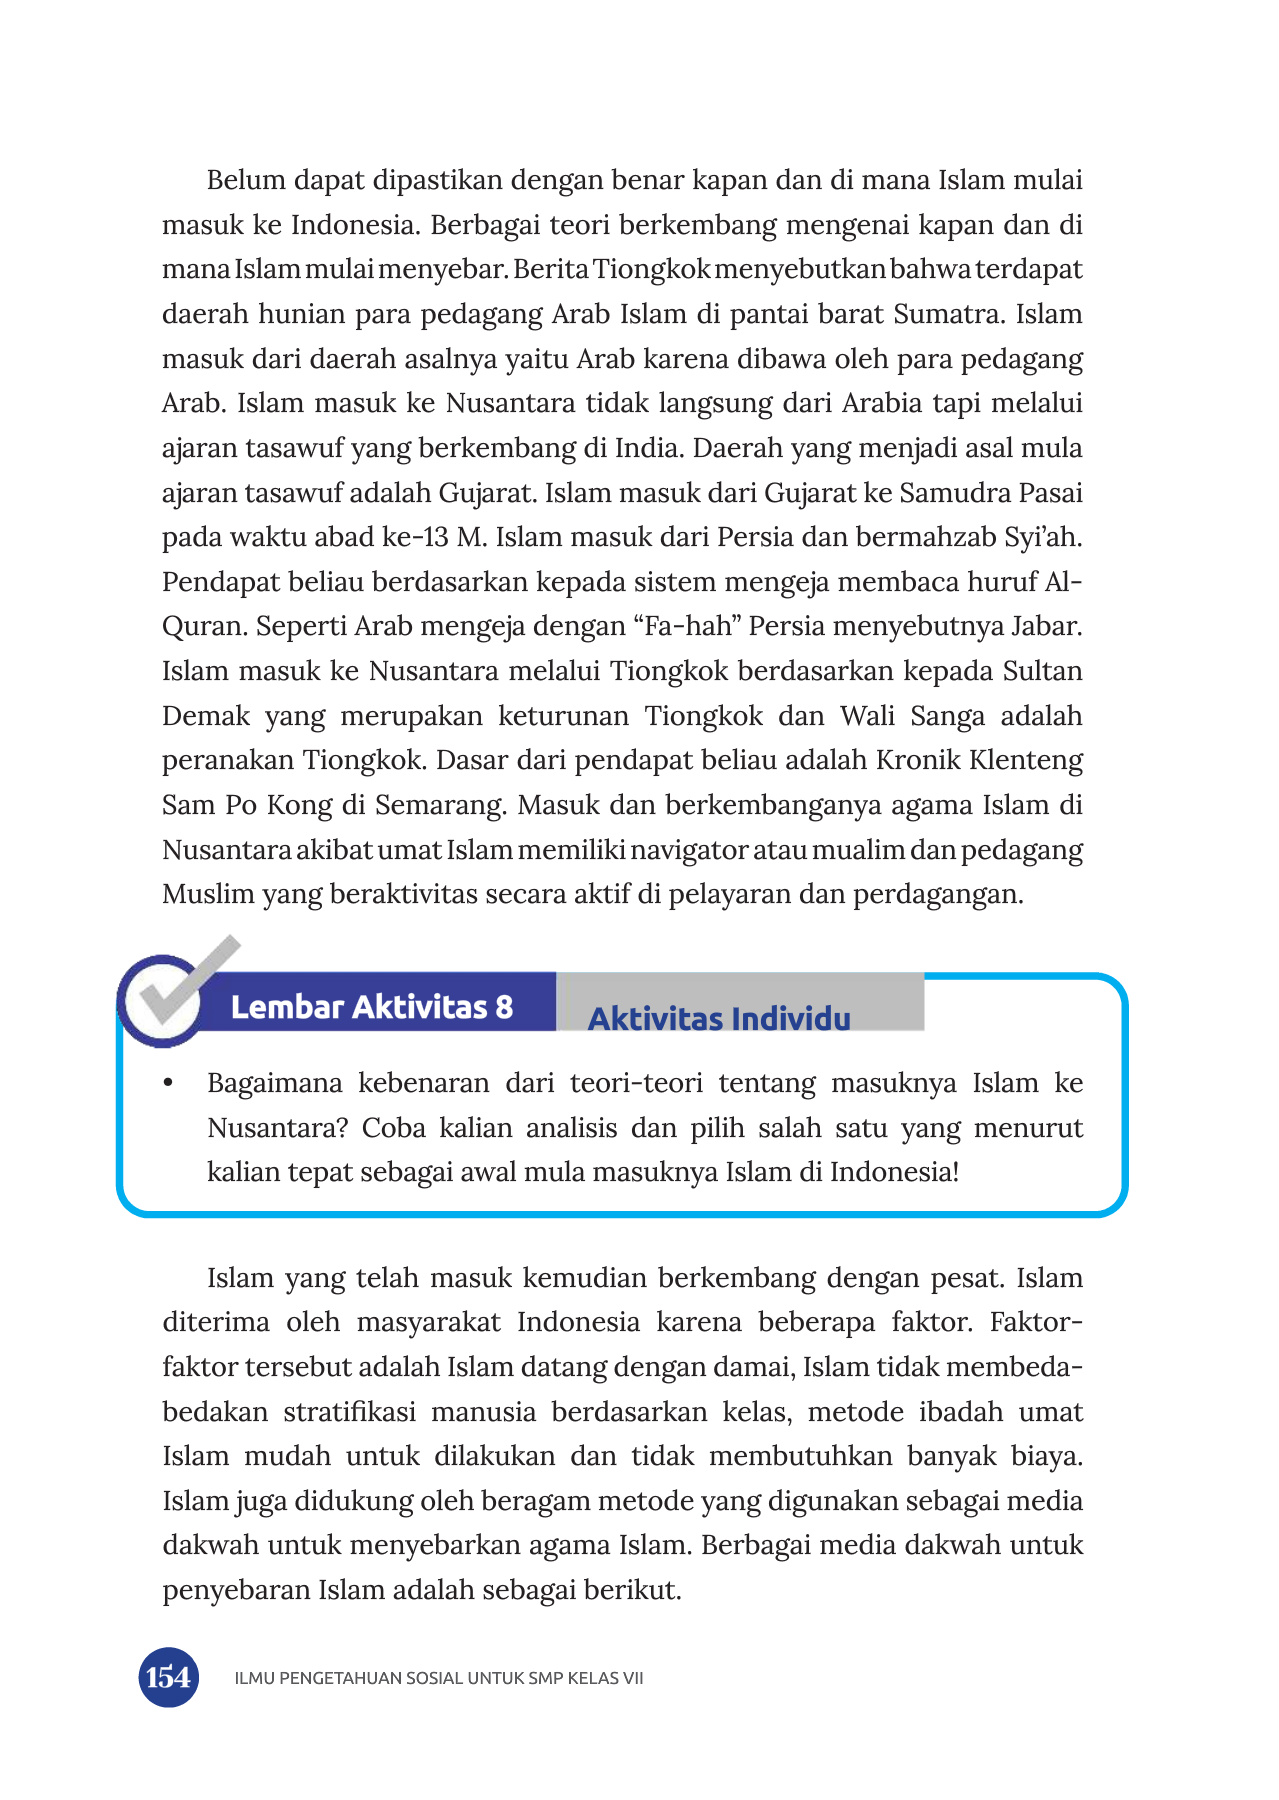 Belum dapat dipastikan dengan benar kapan dan di mana Islam mulai
masuk ke Indonesia. Berbagai teori berkembang mengenai kapan dan di
mana Islam mulai menyebar. Berita Tiongkok menyebutkan bahwa terdapat
daerah hunian para pedagang Arab Islam di pantai barat Sumatra. Islam
masuk dari daerah asalnya yaitu Arab karena dibawa oleh para pedagang
Arab. Islam masuk ke Nusantara tidak langsung dari Arabia tapi melalui
ajaran tasawuf yang berkembang di India. Daerah yang menjadi asal mula
ajaran tasawuf adalah Gujarat. Islam masuk dari Gujarat ke Samudra Pasai
pada waktu abad ke-13 M. Islam masuk dari Persia dan bermahzab Syi’ah.
Pendapat beliau berdasarkan kepada sistem mengeja membaca huruf Al-
Quran. Seperti Arab mengeja dengan “Fa-hah” Persia menyebutnya Jabar.
Islam masuk ke Nusantara melalui Tiongkok berdasarkan kepada Sultan
Demak yang merupakan keturunan Tiongkok dan Wali Sanga adalah
peranakan Tiongkok. Dasar dari pendapat beliau adalah Kronik Klenteng
Sam Po Kong di Semarang. Masuk dan berkembanganya agama Islam di
Nusantara akibat umat Islam memiliki navigator atau mualim dan pedagang
Muslim yang beraktivitas secara aktif di pelayaran dan perdagangan.
Lembar Aktivitas 8
Aktivitas Individu
• Bagaimana kebenaran dari teori-teori tentang masuknya Islam ke
Nusantara? Coba kalian analisis dan pilih salah satu yang menurut
kalian tepat sebagai awal mula masuknya Islam di Indonesia!
Islam yang telah masuk kemudian berkembang dengan pesat. Islam
diterima oleh masyarakat Indonesia karena beberapa faktor. Faktor-
faktor tersebut adalah Islam datang dengan damai, Islam tidak membeda-
bedakan stratifikasi manusia berdasarkan kelas, metode ibadah umat
Islam mudah untuk dilakukan dan tidak membutuhkan banyak biaya.
Islam juga didukung oleh beragam metode yang digunakan sebagai media
dakwah untuk menyebarkan agama Islam. Berbagai media dakwah untuk
penyebaran Islam adalah sebagai berikut.
154
ILMU PENGETAHUAN SOSIAL UNTUK SMP KELAS VII